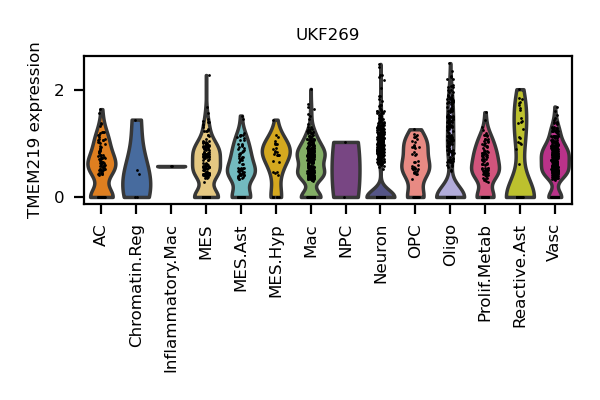 UKF269
TMEM219 expression
2
0
AC
Chromatin.Reg
Inflammatory.Mac
MES
MES.Ast
MES.Hyp
Mac
NPC
Neuron
OPC
Oligo
Prolif.Metab
Reactive.Ast
Vasc